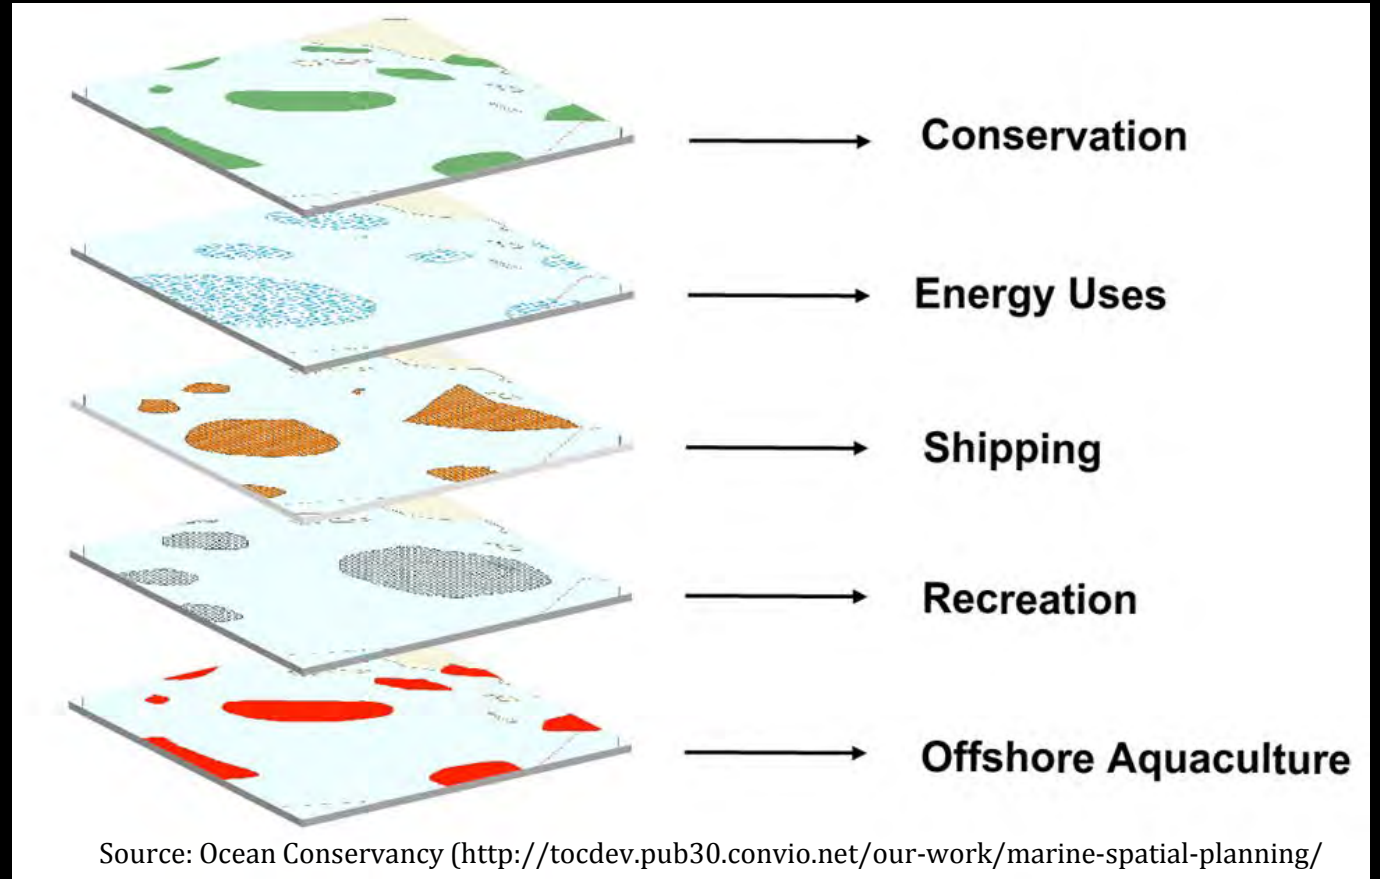 Conservation
Energy Uses
Shipping
Recreation
Offshore Aquaculture
Source: Ocean Conservancy (http://tocdev.pub30.convio.net/our-work/marine-spatial-planning/